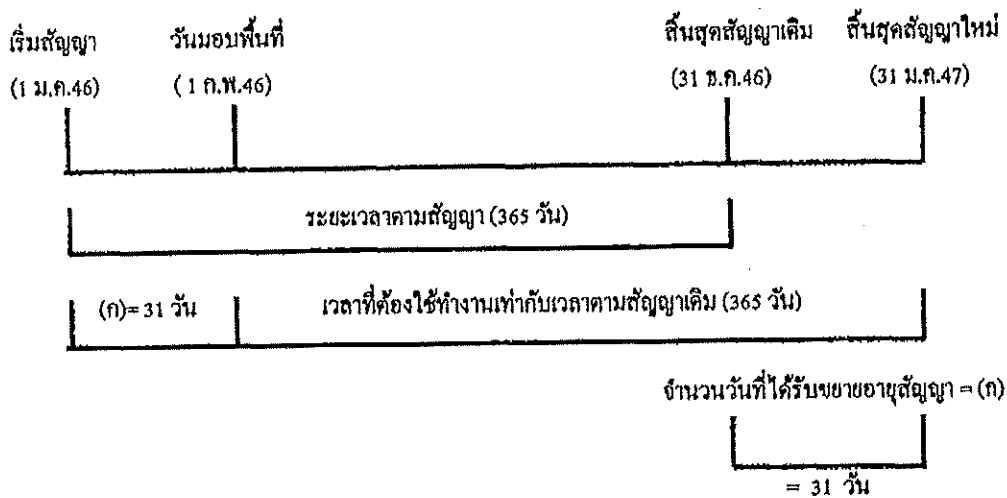 เริ่มสัญญา วันมอบพื้นที่ สิ้นสุดสัญญาเดิม สิ้นสุดสัญญาใหม่
(1 ม.ค.46) (1 ก.พ.46) (31 ธ.ค.46) (31 ม.ค.47)
ระยะเวลาตามสัญญา (365 วัน)
(ก)= 31 วัน เวลาที่ต้องใช้ทำงานเท่ากับเวลาตามสัญญาเดิม (365 วัน)
จำนวนวันที่ได้รับขยายอายุสัญญา = (ก)
= 31 วัน